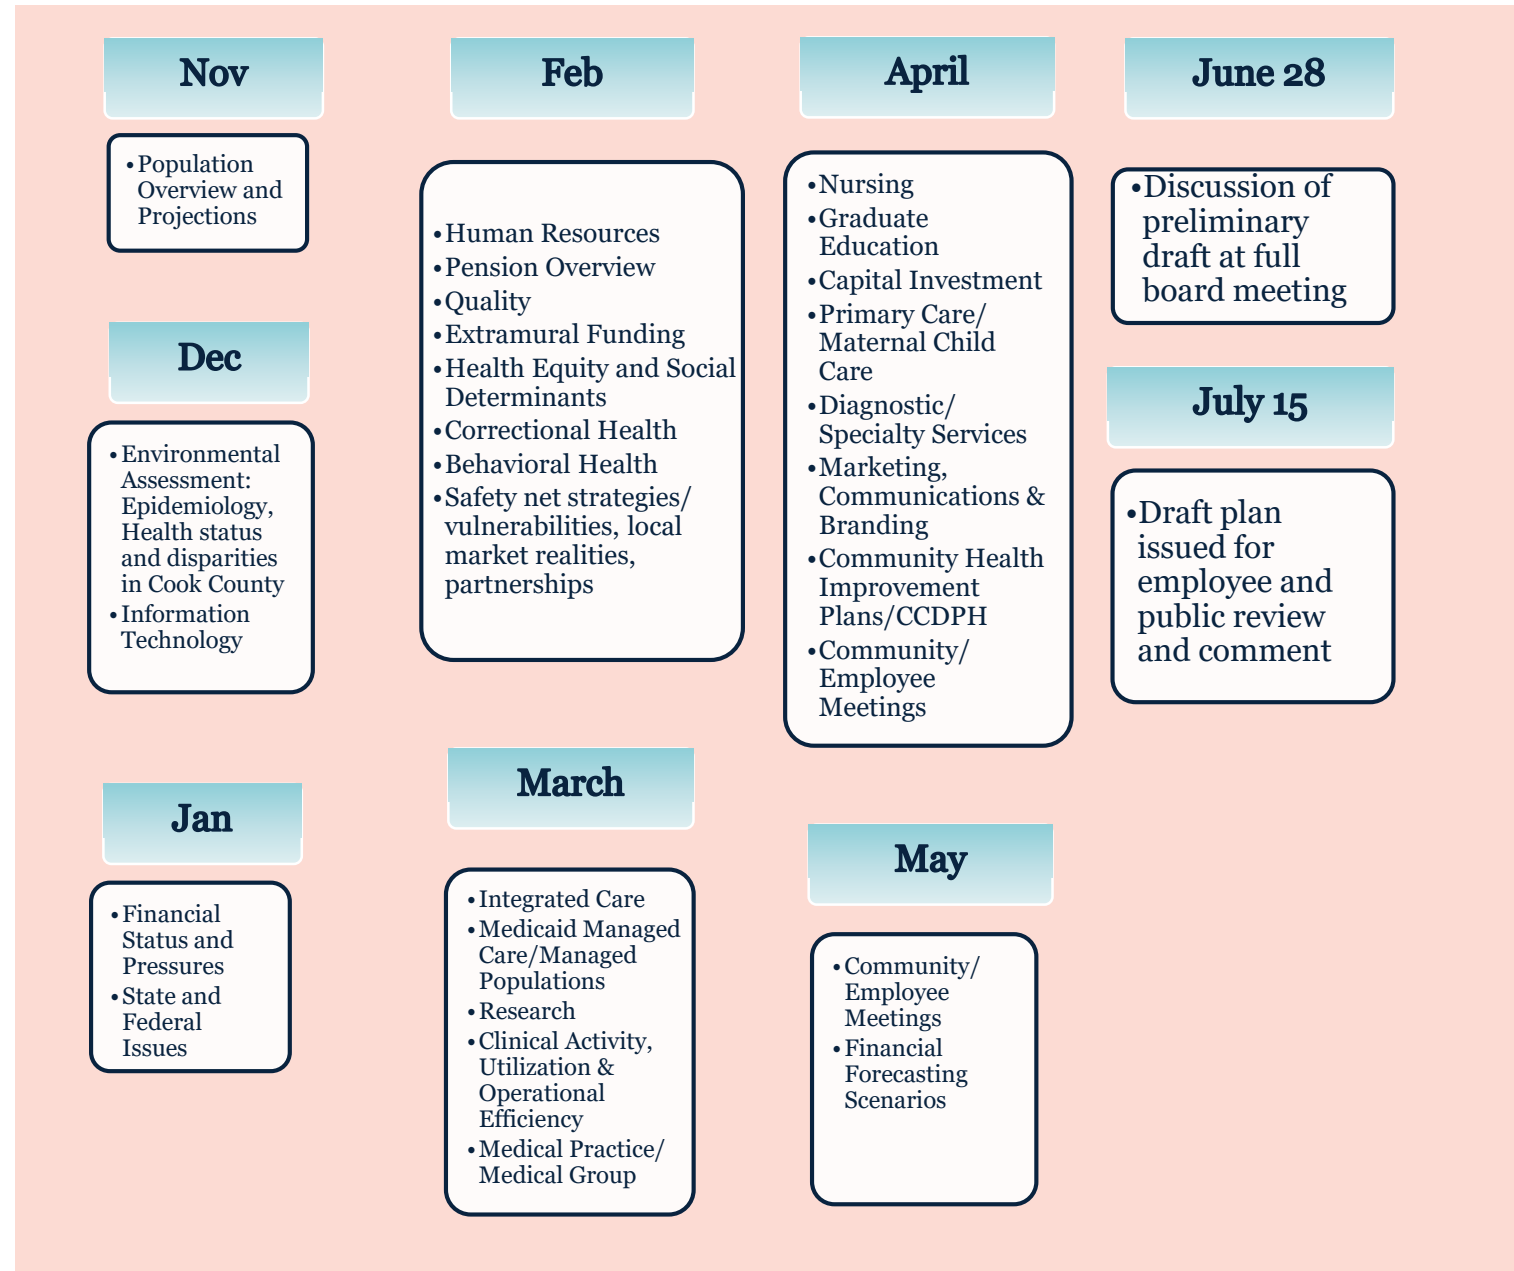 Nov
• Population
Overview and
Projections
Dec
• Environmental
Assessment:
Epidemiology,
Health status
and disparities
in Cook County
• Information
Technology
Jan
• Financial
Status and
Pressures
• State and
Federal
Issues
Feb
• Human Resources
• Pension Overview
• Quality
• Extramural Funding
• Health Equity and Social
Determinants
• Correctional Health
• Behavioral Health
• Safety net strategies/
vulnerabilities, local
market realities,
partnerships
March
• Integrated Care
• Medicaid Managed
Care/Managed
Populations
• Research
• Clinical Activity,
Utilization &
Operational
Efficiency
• Medical Practice/
Medical Group
April
• Nursing
• Graduate
Education
• Capital Investment
• Primary Care/
Maternal Child
Care
• Diagnostic/
Specialty Services
• Marketing,
Communications &
Branding
• Community Health
Improvement
Plans/CCDPH
• Community/
Employee
Meetings
May
• Community/
Employee
Meetings
• Financial
Forecasting
Scenarios
June 28
• Discussion of
preliminary
draft at full
board meeting
July 15
• Draft plan
issued for
employee and
public review
and comment